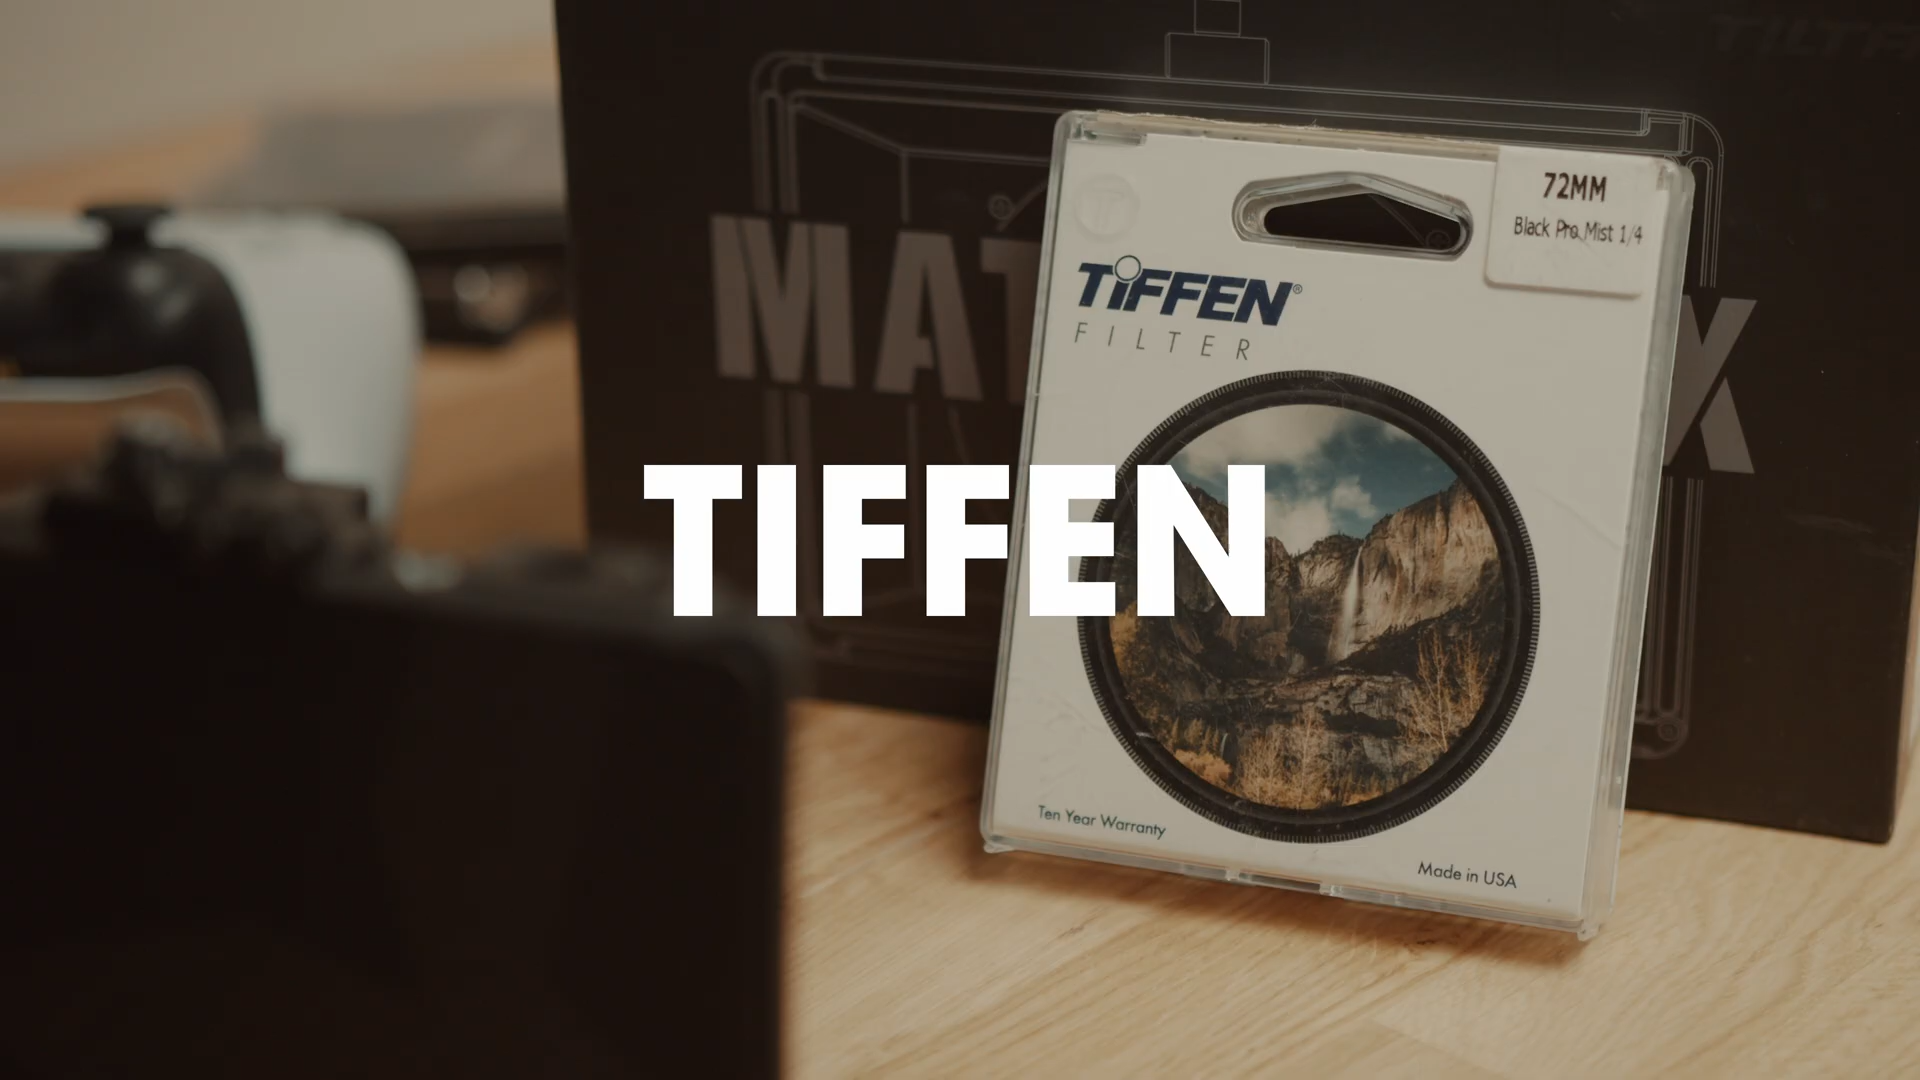 72MM
Black Pro Mist 1/4
TIFFEN®
FILTER
TIFFEN
Ten Year Warranty
Made in USA